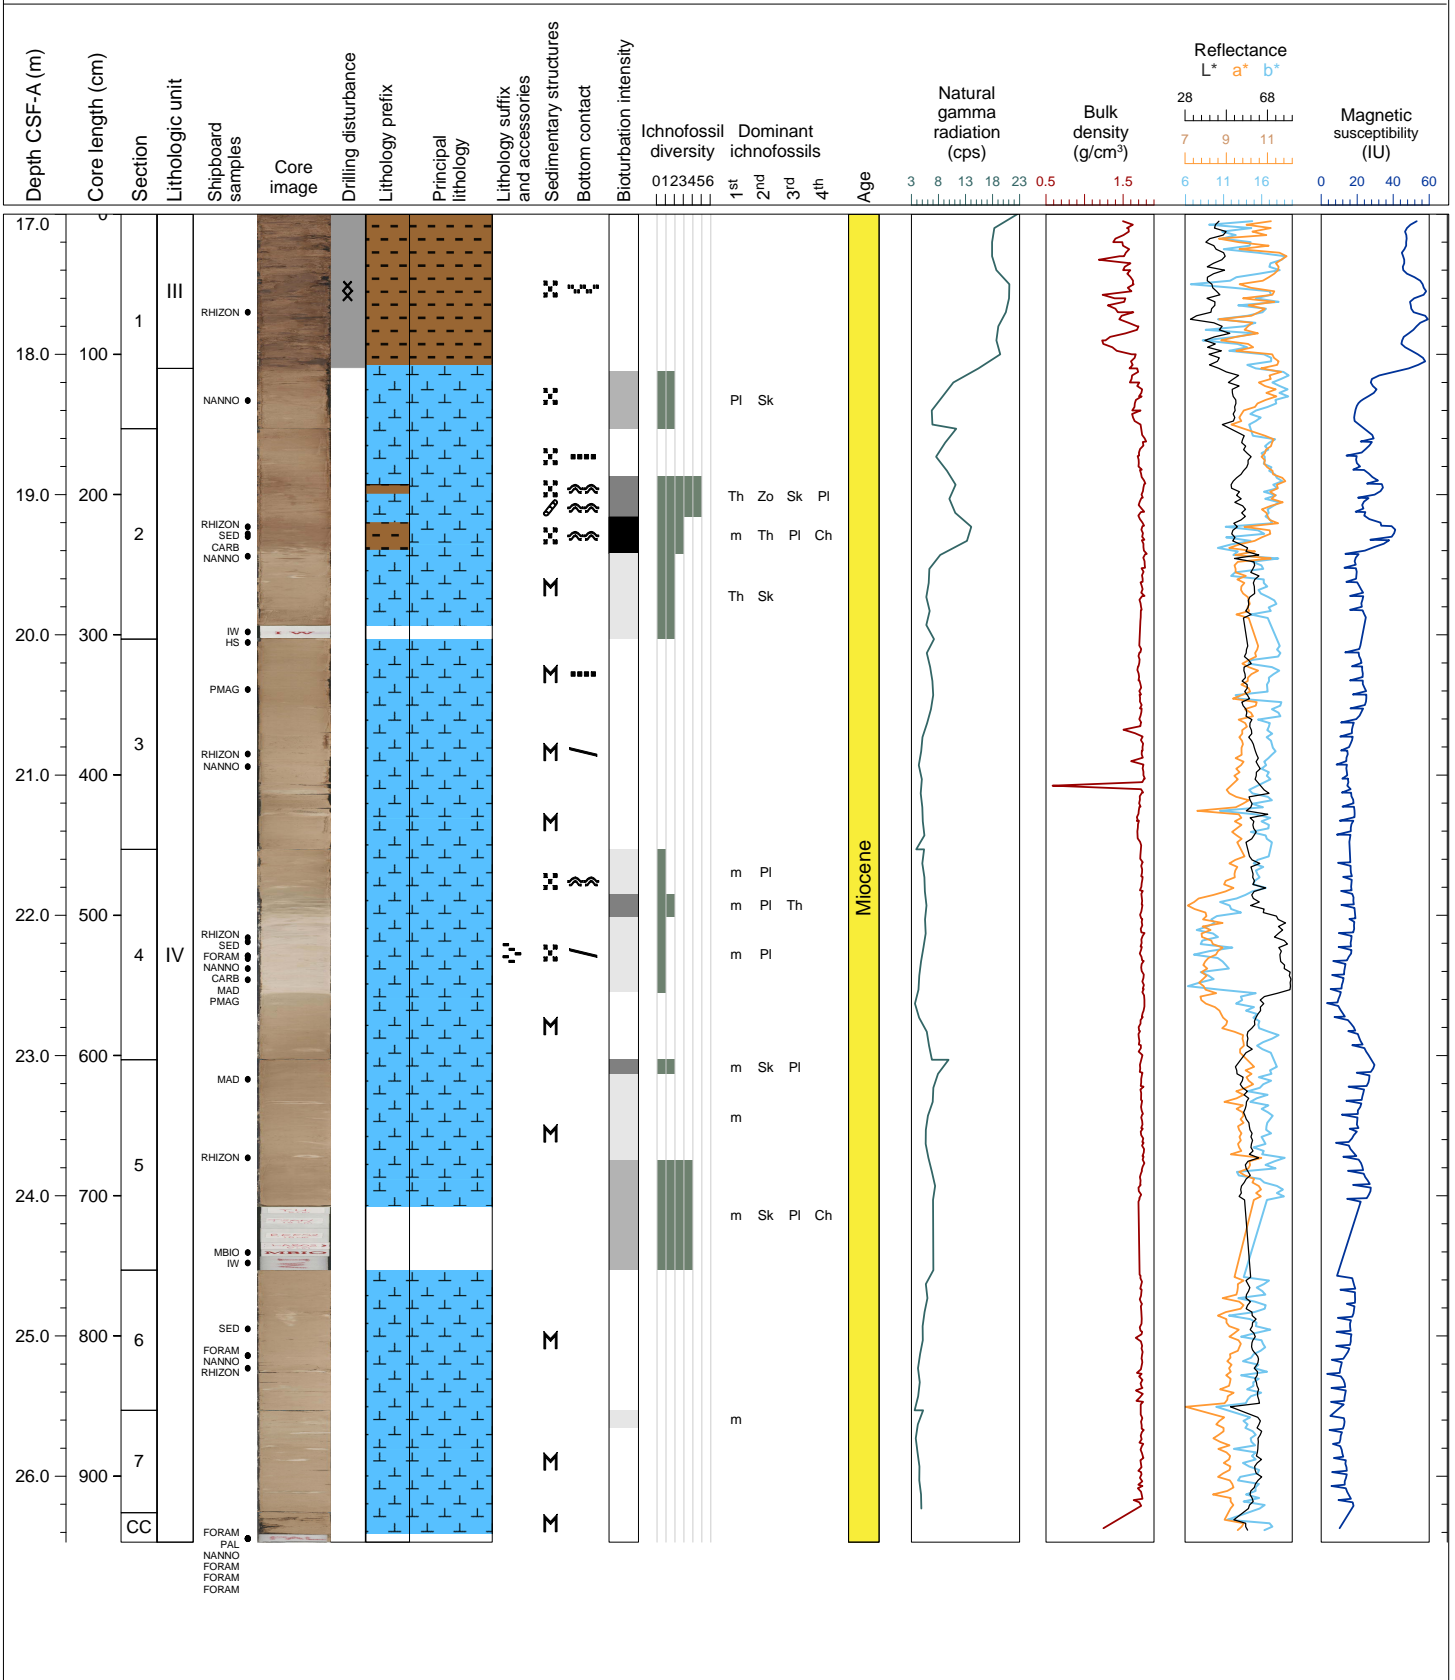 Depth CSF-A (m)
Core length (cm)
Section
Lithologic unit
Shipboard
samples
Core
image
Drilling disturbance
Lithology prefix
Principal
lithology
Lithology suffix
and accessories
Sedimentary structures
Bottom contact
Bioturbation intensity
Ichnofossil
diversity
0123456
Dominant
ichnofossils
1st 2nd 3rd 4th
Age
Natural
gamma
radiation
(cps)
3 8 13 18 23
Bulk
density
(g/cm³)
0.5 1.5
Reflectance
L* a* b*
28 68
7 9 11
6 11 16
Magnetic
susceptibility
(IU)
0 20 40 60
17.0 0
III
RHIZON
1
18.0 100
NANNO
Pl Sk
19.0 200
Th Zo Sk Pl
RHIZON
SED
CARB
NANNO
2
m Th Pl Ch
Th Sk
IW
HS
I W
20.0 300
PMAG
3
RHIZON
NANNO
21.0 400
m Pl
m Pl Th
Miocene
22.0 500
RHIZON
SED
FORAM
NANNO
CARB
MAD
PMAG
4
IV
m Pl
23.0 600
m Sk Pl
MAD
m
5
RHIZON
24.0 700
m Sk Pl Ch
MBIO
IW
MBIO
SED
25.0 800
6
FORAM
NANNO
RHIZON
m
7
26.0 900
CC
FORAM
PAL
NANNO
FORAM
FORAM
FORAM
PAL